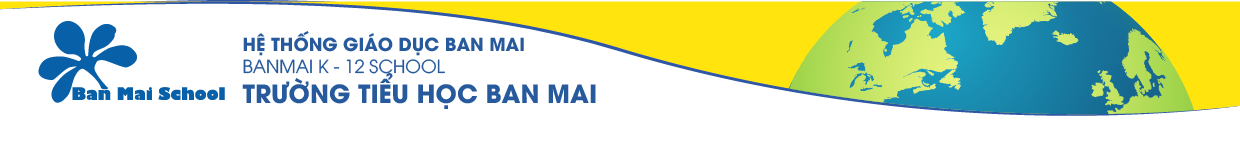 HỆ THỐNG GIÁO DỤC BAN MAI
BANMAI K - 12 SCHOOL
Ban Mai School
TRƯỜNG TIỂU HỌC BAN MAI